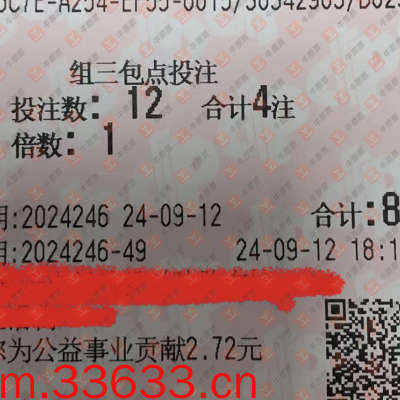 组三包点投注
投注数: 12 合计4注
倍数: 1
:2024246 24-09-12 合计:8
:2024246-49 24-09-12 18:1
为公益事业贡献2.72元
m.33633.cn